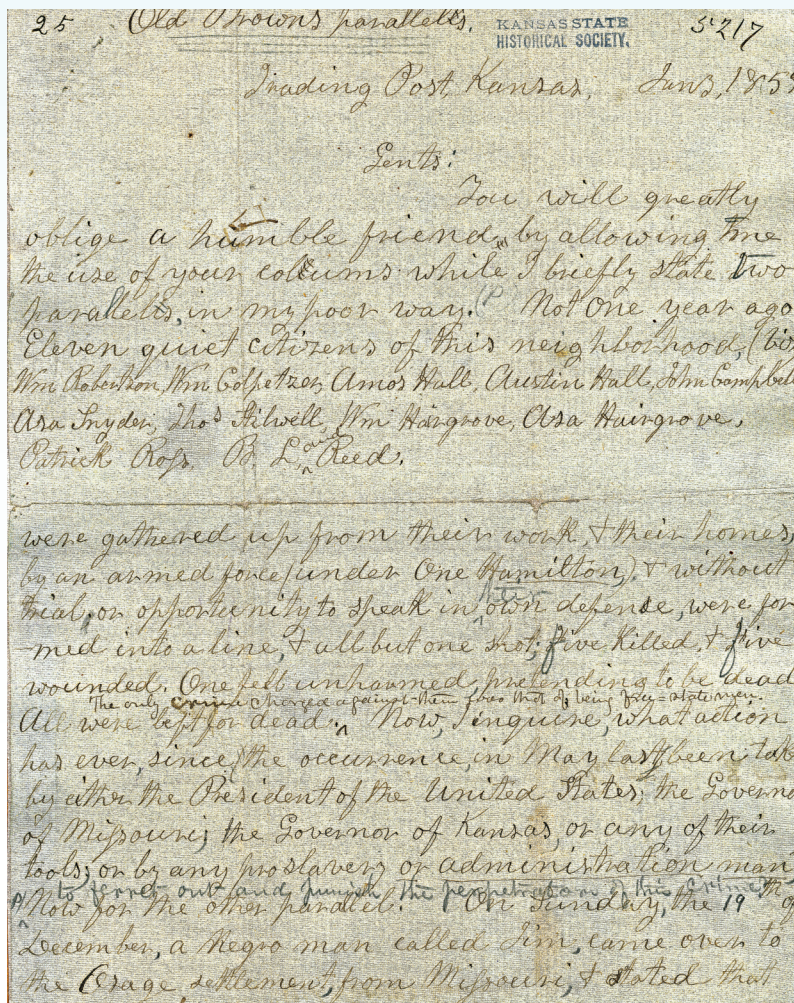 25 Old Browns parallells. KANSAS STATE HISTORICAL SOCIETY. 5217
Trading Post, Kansas, Jan 3, 185
Gents:
You will greatly
oblige a humble friend, by allowing me
the use of your collums while I briefly state two
parallells, in my poor way. (P) Not One year ago
Eleven quiet citizens of this neighborhood, (viz
Wm Robertson, Wm Colpetzer, Amos Hall, Austin Hall, John Campbell
Asa Snyder, Thos Stilwell, Wm Hairgrove, Asa Hairgrove,
Patrick Ross, and B. L. Reed.
were gathered up from their work, & their homes,
by an armed force (under One Hamilton) & without
trial, or opportunity to speak in their own defense, were for
-med into a line, & all but one shot; five killed, & five
wounded. One fell unharmed, pretending to be dead.
The only crime charged against them was that of being free-state men.
All were left for dead. Now, I inquire, what action
has ever, since the occurrence, in May last, been tak
by either the President of the United States; the Governo
of Missouri; the Governor of Kansas, or any of their
tools; or by any proslavery or administration man
to ferret out and punish the perpetrators of this crime
Now for the other parallel. On Sunday, the 19th of
December, a Negro man called Jim, came over to
the Osage settlement, from Missouri, & stated that